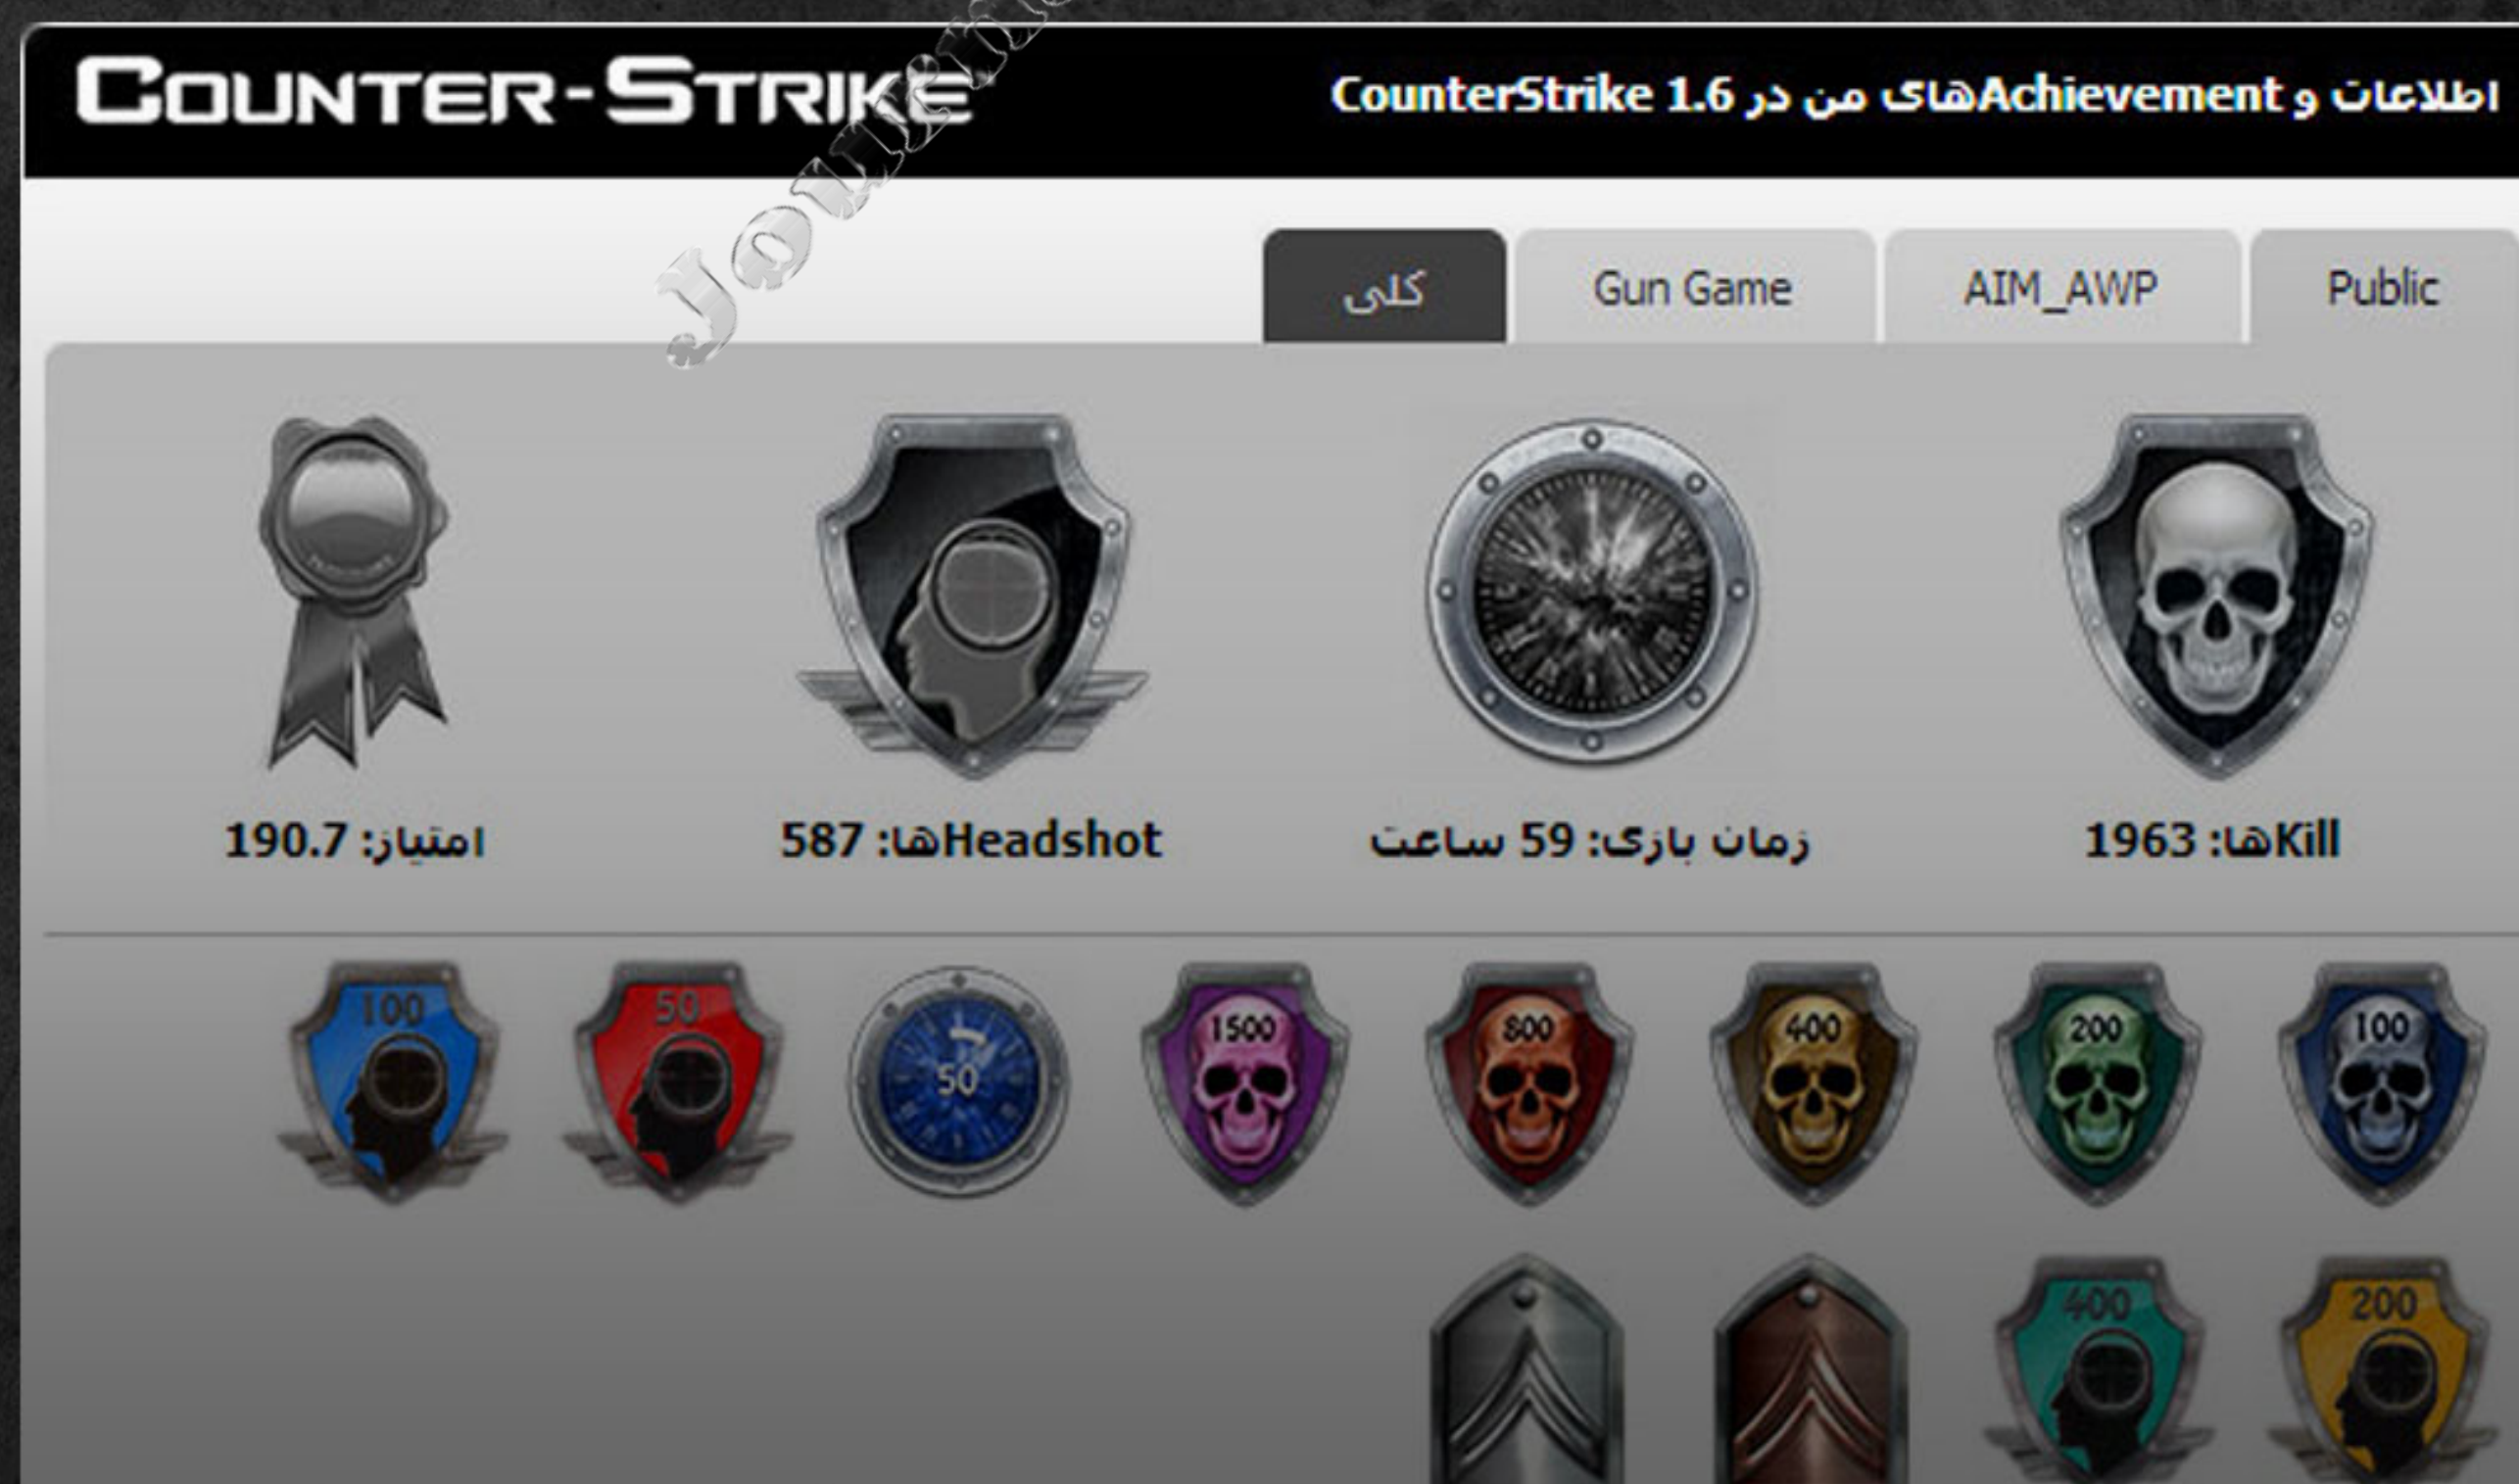 COUNTER-STRIKE
اطلاعات و Achievementهای من در CounterStrike 1.6
Public
AIM_AWP
Gun Game
کلی
Killها: 1963
زمان بازی: 59 ساعت
Headshotها: 587
امتیاز: 190.7
100
200
400
800
1500
50
50
100
200
400